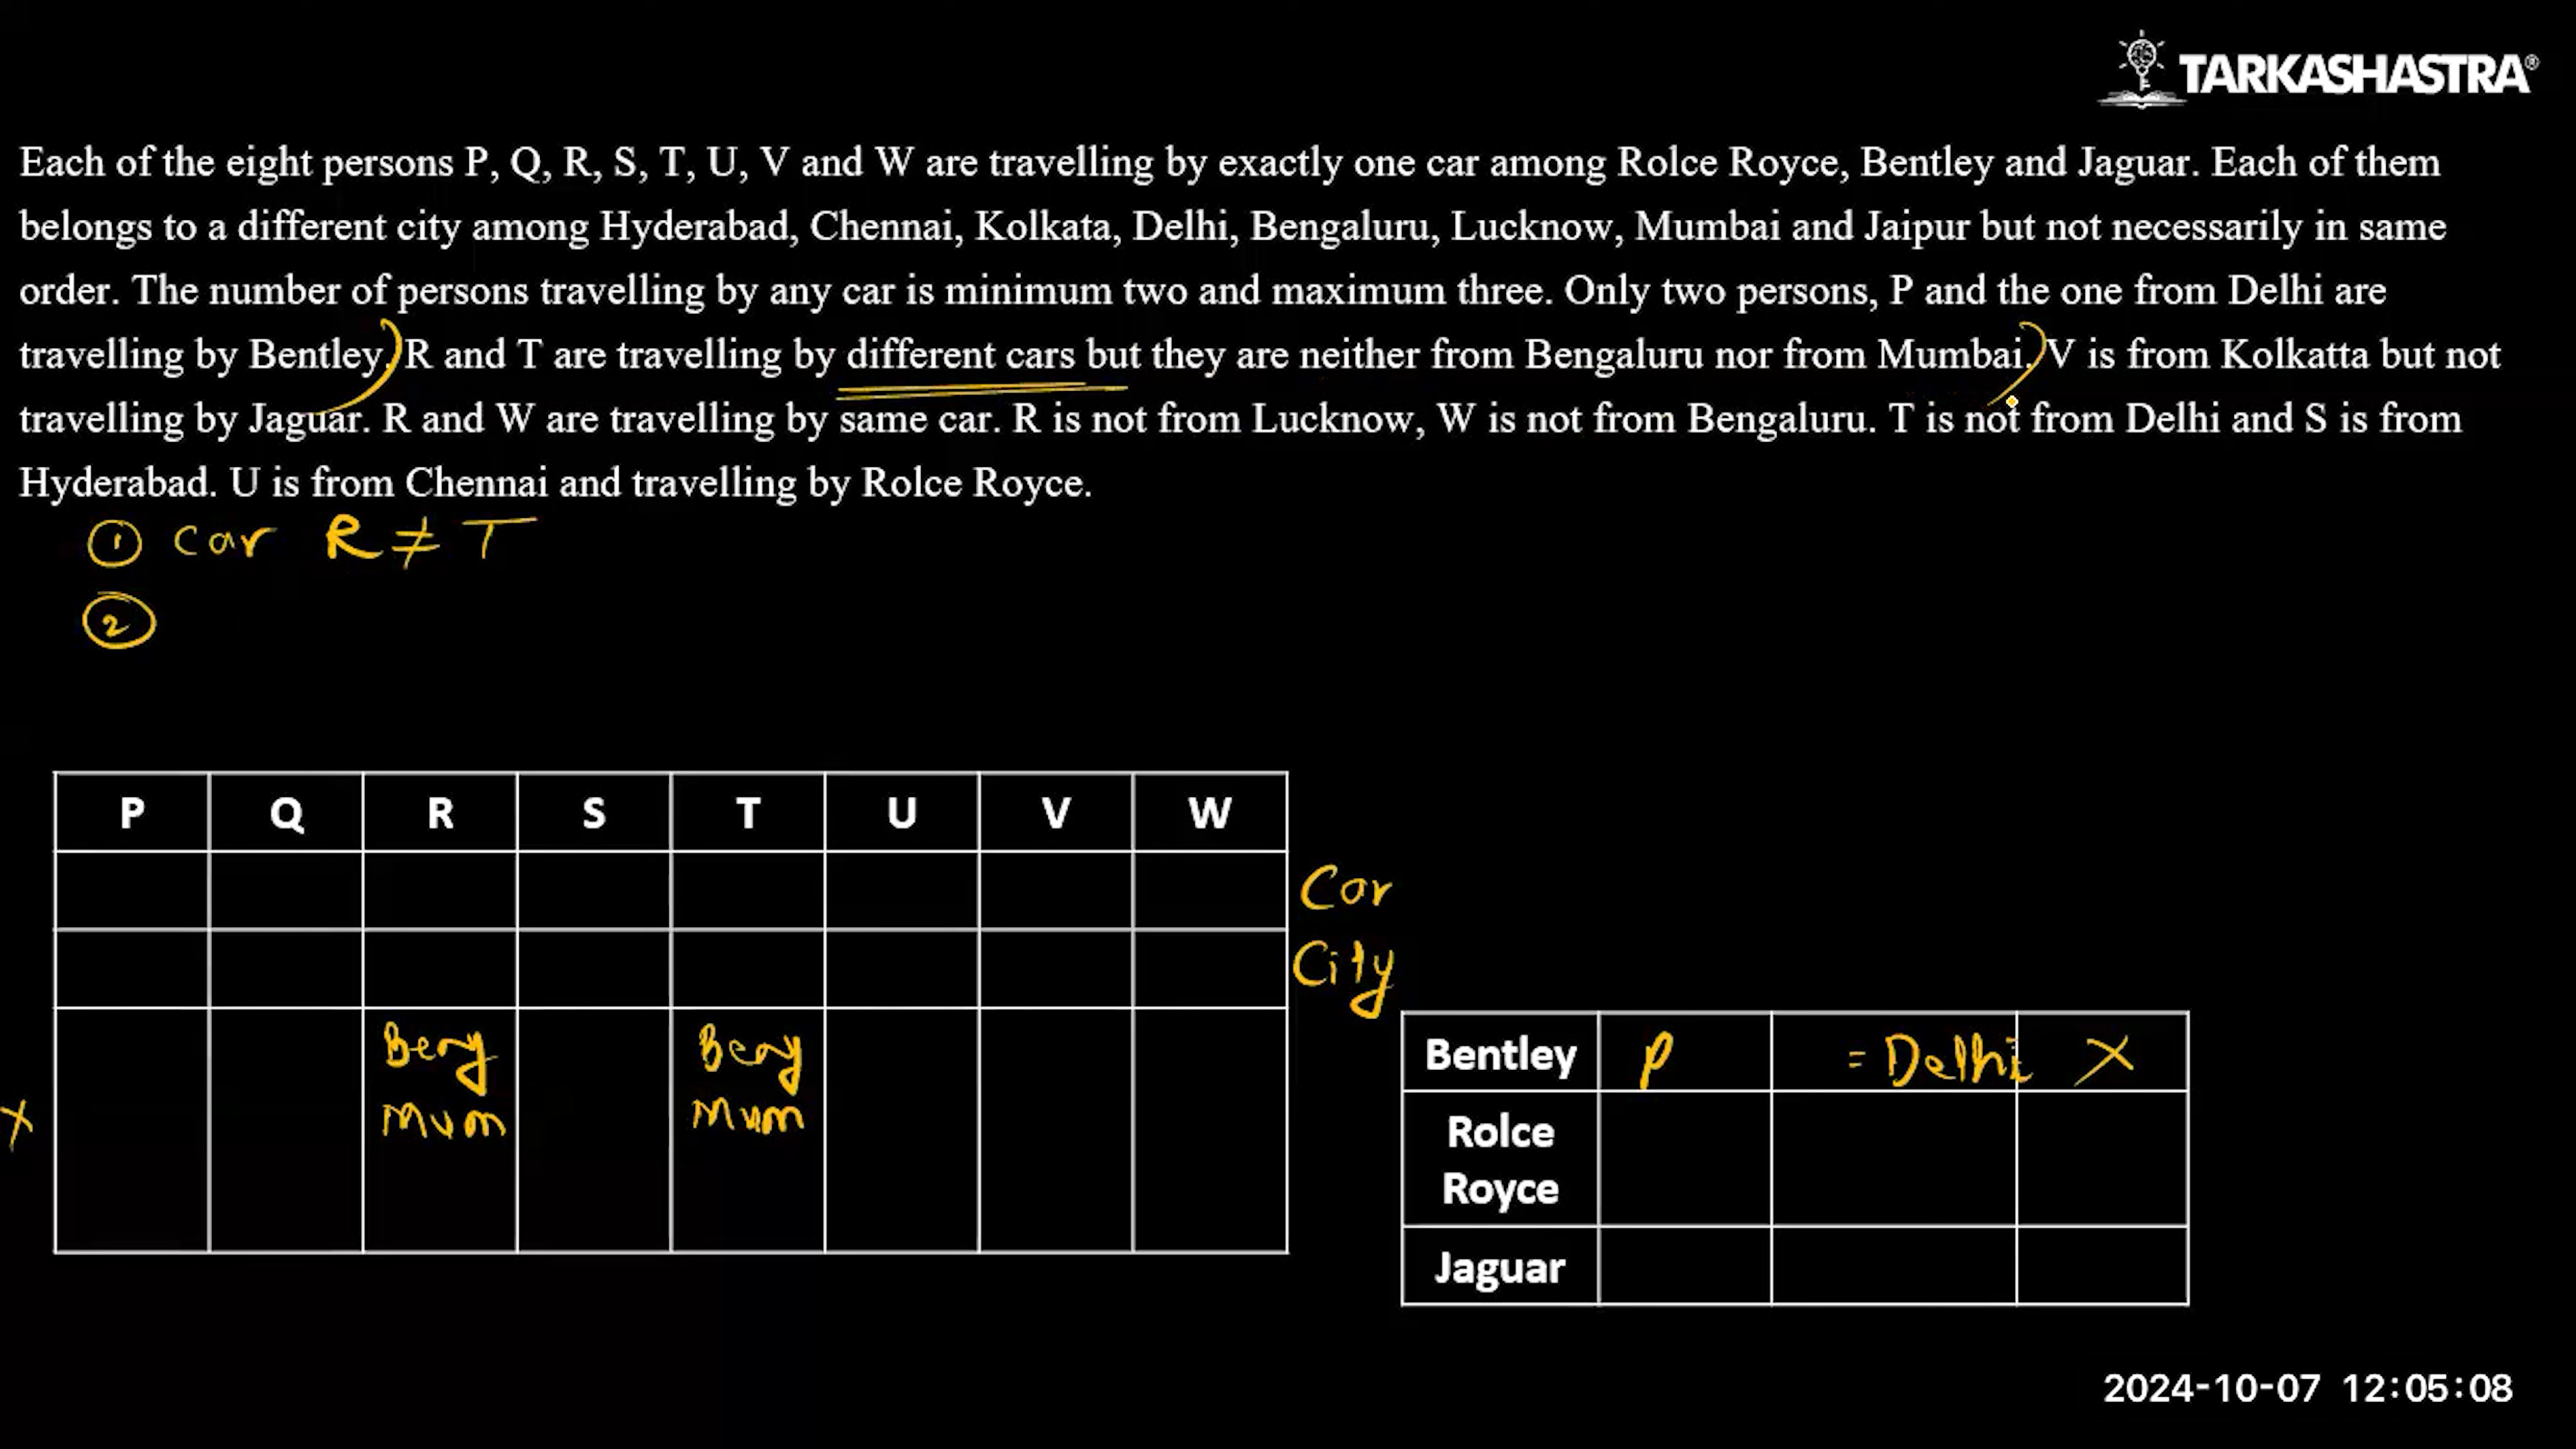 TARKASHASTRA®
Each of the eight persons P, Q, R, S, T, U, V and W are travelling by exactly one car among Rolce Royce, Bentley and Jaguar. Each of them
belongs to a different city among Hyderabad, Chennai, Kolkata, Delhi, Bengaluru, Lucknow, Mumbai and Jaipur but not necessarily in same
order. The number of persons travelling by any car is minimum two and maximum three. Only two persons, P and the one from Delhi are
travelling by Bentley. R and T are travelling by different cars but they are neither from Bengaluru nor from Mumbai. V is from Kolkatta but not
travelling by Jaguar. R and W are travelling by same car. R is not from Lucknow, W is not from Bengaluru. T is not from Delhi and S is from
Hyderabad. U is from Chennai and travelling by Rolce Royce.
① Car R ≠ T
②
P Q R S T U V W
Car
City
Beng Beng
X Mum Mum
Bentley P = Delhi X
Rolce
Royce
Jaguar
2024-10-07 12:05:08